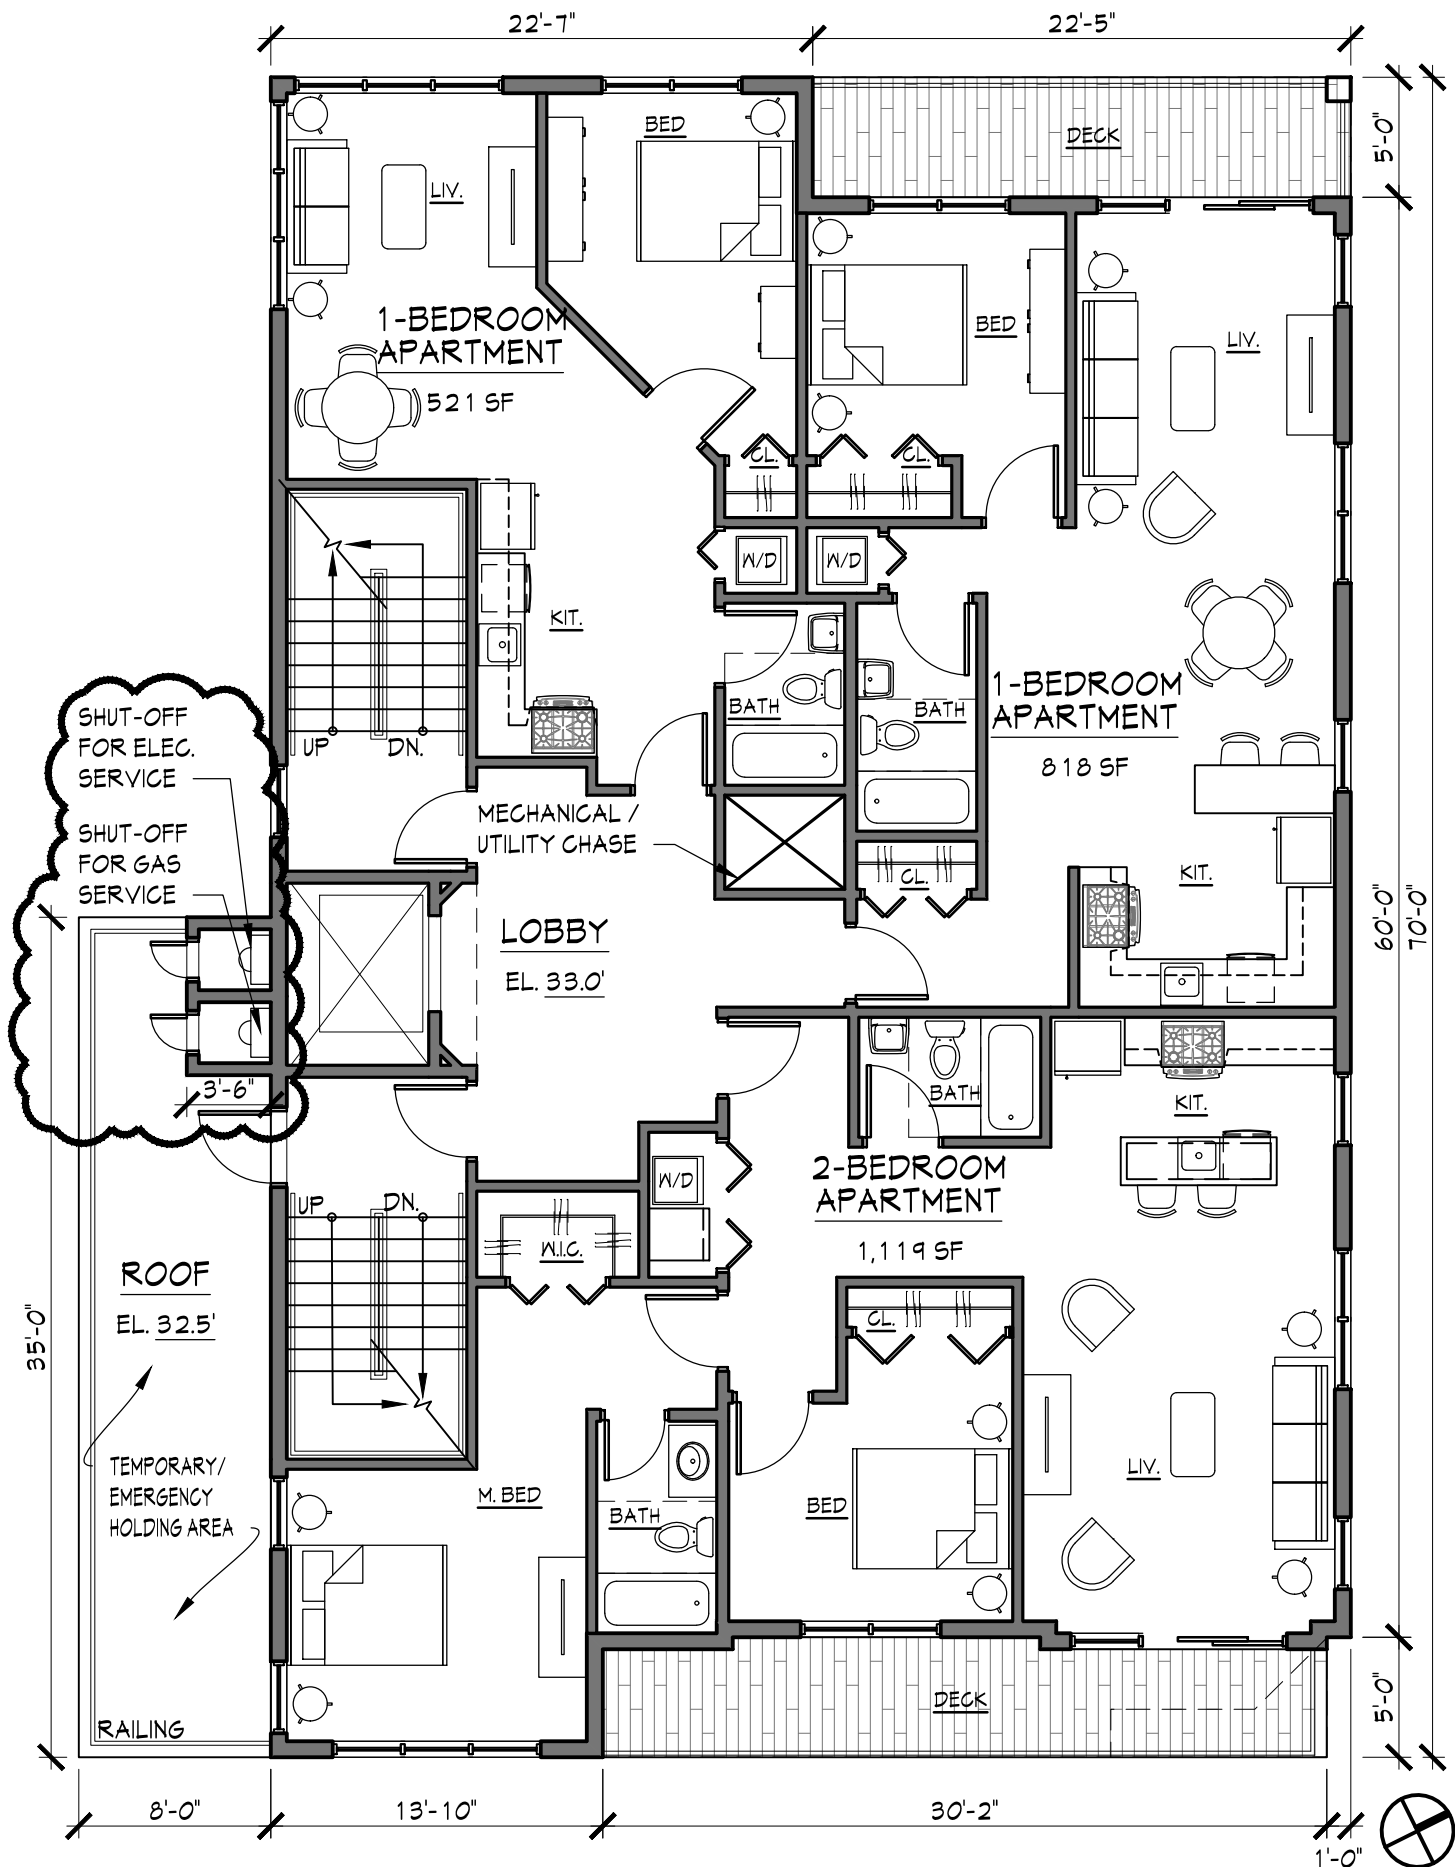 22'-7"
22'-5"
BED
DECK
5'-0"
LIV.
1-BEDROOM
APARTMENT
521 SF
BED
LIV.
CL.
CL.
W/D
W/D
KIT.
1-BEDROOM
APARTMENT
818 SF
BATH
BATH
SHUT-OFF
FOR ELEC.
SERVICE
UP
DN.
SHUT-OFF
FOR GAS
SERVICE
MECHANICAL /
UTILITY CHASE
CL.
KIT.
LOBBY
EL. 33.0'
60'-0"
70'-0"
3'-6"
BATH
KIT.
2-BEDROOM
APARTMENT
1,119 SF
W/D
UP
DN.
W.I.C.
ROOF
EL. 32.5'
35'-0"
CL.
TEMPORARY/
EMERGENCY
HOLDING AREA
M. BED
BATH
BED
LIV.
RAILING
DECK
5'-0"
8'-0"
13'-10"
30'-2"
1'-0"